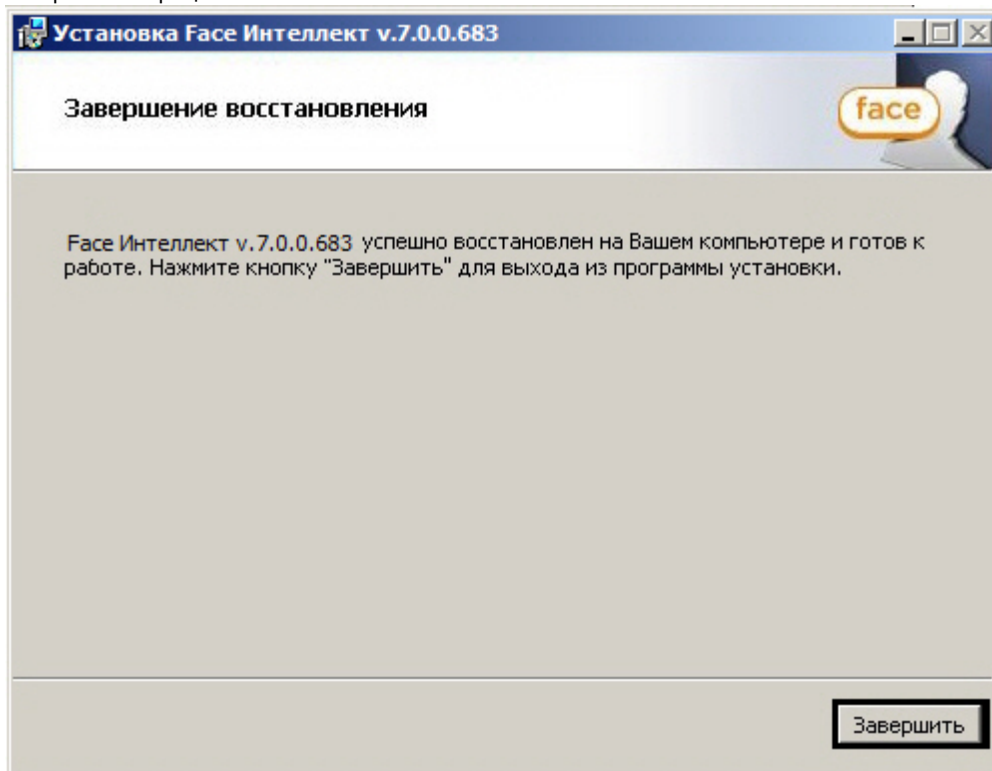 Установка Face Интеллект v.7.0.0.683
Завершение восстановления
face
Face Интеллект v.7.0.0.683 успешно восстановлен на Вашем компьютере и готов к
работе. Нажмите кнопку "Завершить" для выхода из программы установки.
Завершить